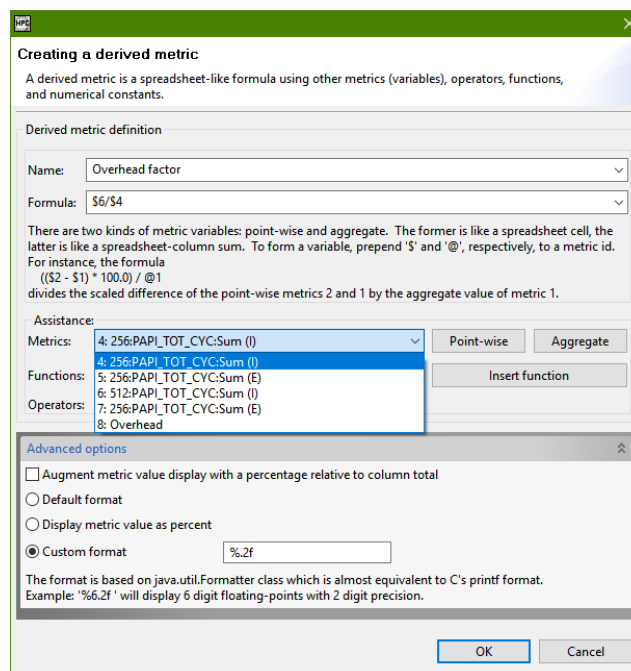 HPC
Creating a derived metric
A derived metric is a spreadsheet-like formula using other metrics (variables), operators, functions,
and numerical constants.
Derived metric definition
Name: Overhead factor
Formula: $6/$4
There are two kinds of metric variables: point-wise and aggregate. The former is like a spreadsheet cell, the
latter is like a spreadsheet-column sum. To form a variable, prepend '$' and '@', respectively, to a metric id.
For instance, the formula
(($2 - $1) * 100.0) / @1
divides the scaled difference of the point-wise metrics 2 and 1 by the aggregate value of metric 1.
Assistance:
Metrics: 4: 256:PAPI_TOT_CYC:Sum (I) Point-wise Aggregate
4: 256:PAPI_TOT_CYC:Sum (I)
Functions: 5: 256:PAPI_TOT_CYC:Sum (E) Insert function
6: 512:PAPI_TOT_CYC:Sum (I)
Operators: 7: 256:PAPI_TOT_CYC:Sum (E)
8: Overhead
Advanced options
Augment metric value display with a percentage relative to column total
Default format
Display metric value as percent
Custom format %.2f
The format is based on java.util.Formatter class which is almost equivalent to C's printf format.
Example: '%6.2f ' will display 6 digit floating-points with 2 digit precision.
OK Cancel